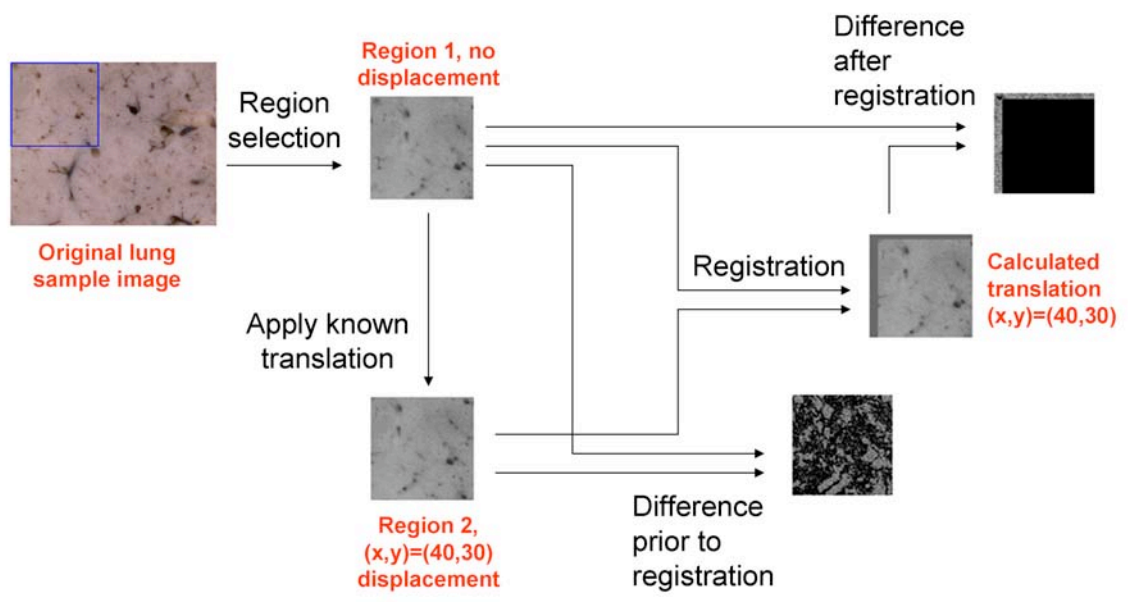 Region 1, no
displacement
Difference
after
registration
Region
selection
Original lung
sample image
Registration
Calculated
translation
(x,y)=(40,30)
Apply known
translation
Region 2,
(x,y)=(40,30)
displacement
Difference
prior to
registration